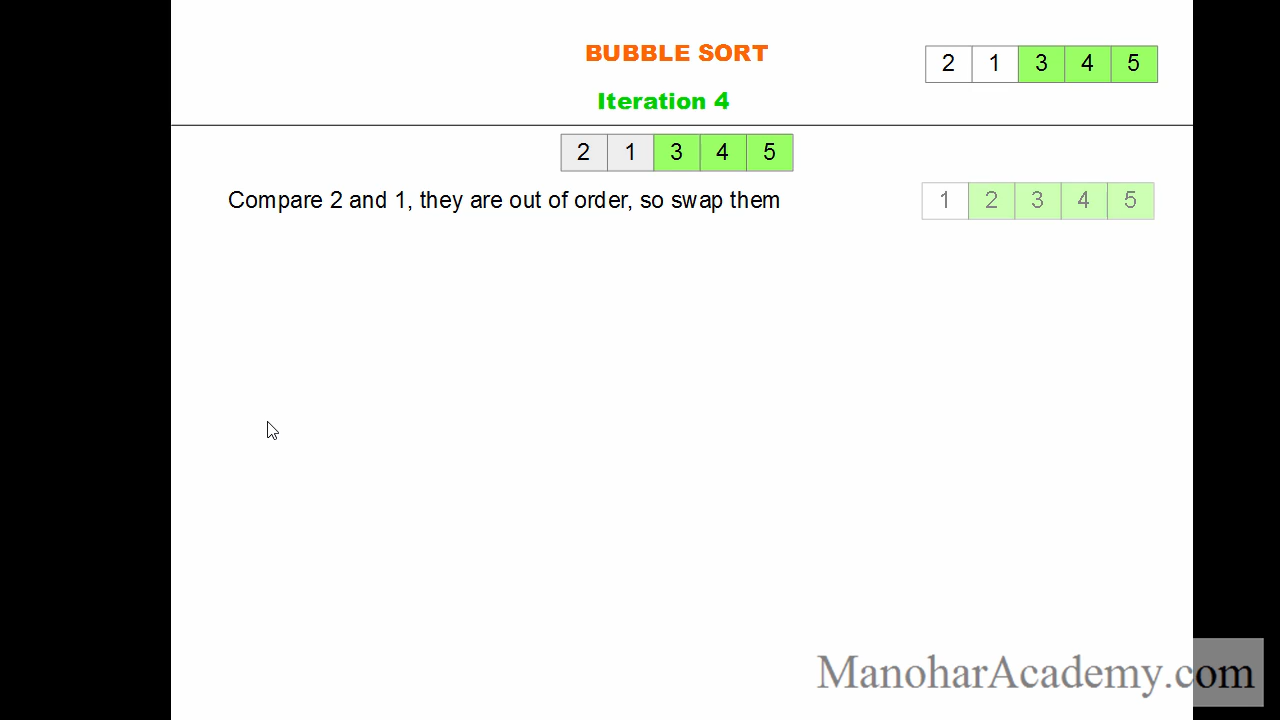 BUBBLE SORT
2 1 3 4 5
Iteration 4
2 1 3 4 5
Compare 2 and 1, they are out of order, so swap them
1 2 3 4 5
ManoharAcademy.com